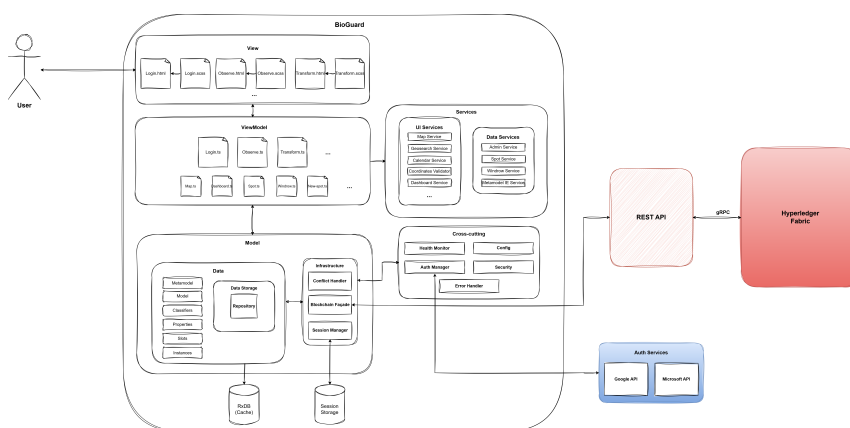 BioGuard
View
Login.html
Login.scss
Observe.html
Observe.scss
Transform.html
Transform.scss
...
User
ViewModel
Login.ts
Observe.ts
Transform.ts
...
Map.ts
Dashboard.ts
Spot.ts
Windrow.ts
New-spot.ts
...
Services
UI Services
Map Service
Geosearch Service
Calendar Service
Coordinates Validator
Dashboard Service
...
Data Services
Admin Service
Spot Service
Windrow Service
Metamodel IE Service
Model
Data
Metamodel
Model
Classifiers
Properties
Slots
Instances
Data Storage
Repository
Infrastructure
Conflict Handler
Blockchain Façade
Session Manager
Cross-cutting
Health Monitor
Config
Auth Manager
Security
Error Handler
RxDB
(Cache)
Session
Storage
REST API
gRPC
Hyperledger
Fabric
Auth Services
Google API
Microsoft API